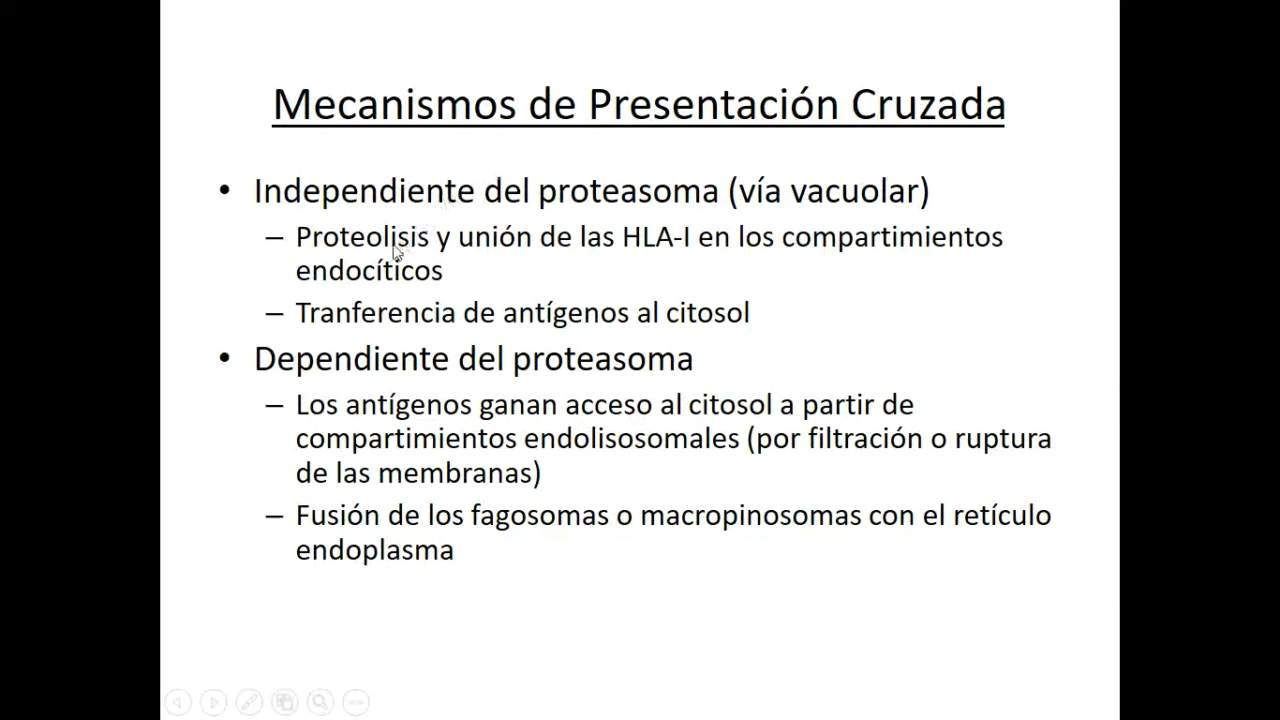 Mecanismos de Presentación Cruzada
• Independiente del proteasoma (vía vacuolar)
– Proteolisis y unión de las HLA-I en los compartimientos
endocíticos
– Tranferencia de antígenos al citosol
• Dependiente del proteasoma
– Los antígenos ganan acceso al citosol a partir de
compartimientos endolisosomales (por filtración o ruptura
de las membranas)
– Fusión de los fagosomas o macropinosomas con el retículo
endoplasma